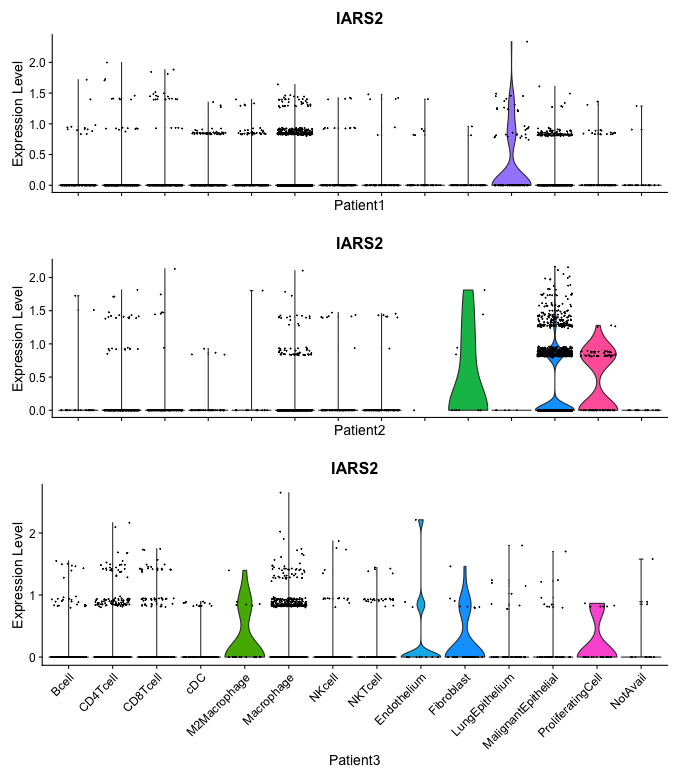 IARS2
Expression Level
2.0
1.5
1.0
0.5
0.0
Patient1
IARS2
Expression Level
2.0
1.5
1.0
0.5
0.0
Patient2
IARS2
Expression Level
2
1
0
Bcell
CD4Tcell
CD8Tcell
cDC
M2Macrophage
Macrophage
NKcell
NKTcell
Endothelium
Fibroblast
LungEpithelium
MalignantEpithelial
ProliferatingCell
NotAvail
Patient3